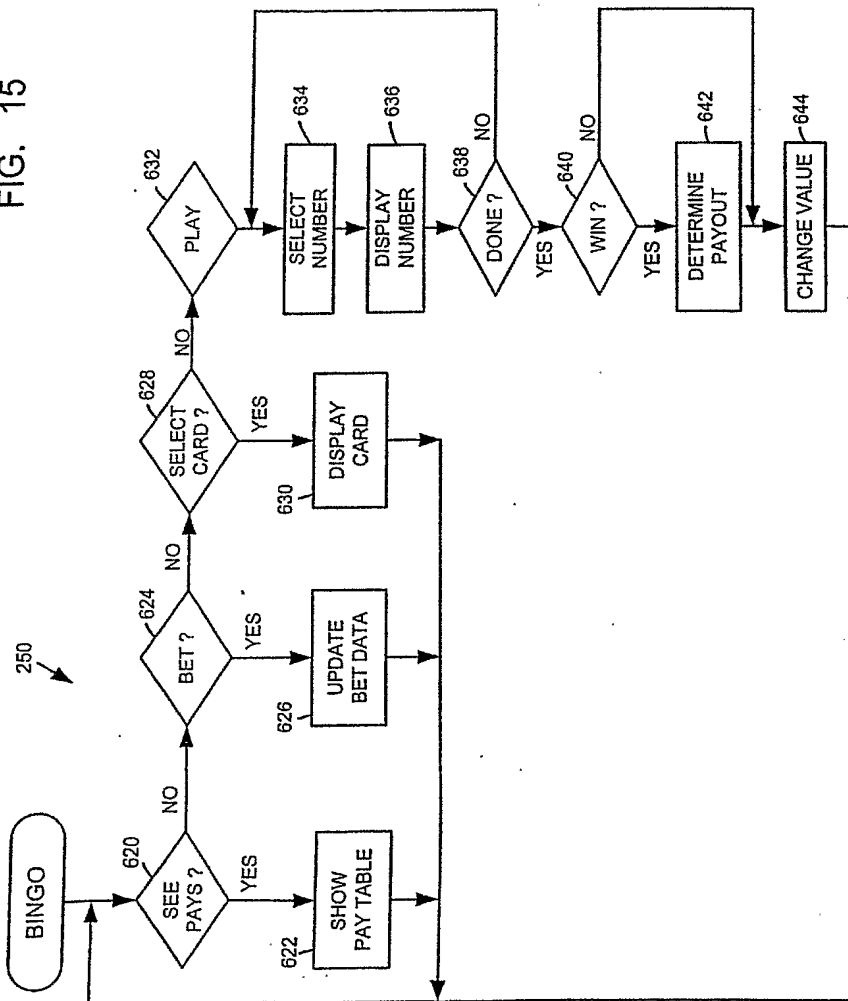 FIG. 15
250
BINGO
620
SEE
PAYS ?
NO
YES
622
SHOW
PAY TABLE
624
BET ?
NO
YES
626
UPDATE
BET DATA
628
SELECT
CARD ?
NO
YES
630
DISPLAY
CARD
632
PLAY
634
SELECT
NUMBER
636
DISPLAY
NUMBER
638
DONE ?
NO
YES
640
WIN ?
NO
YES
642
DETERMINE
PAYOUT
644
CHANGE VALUE